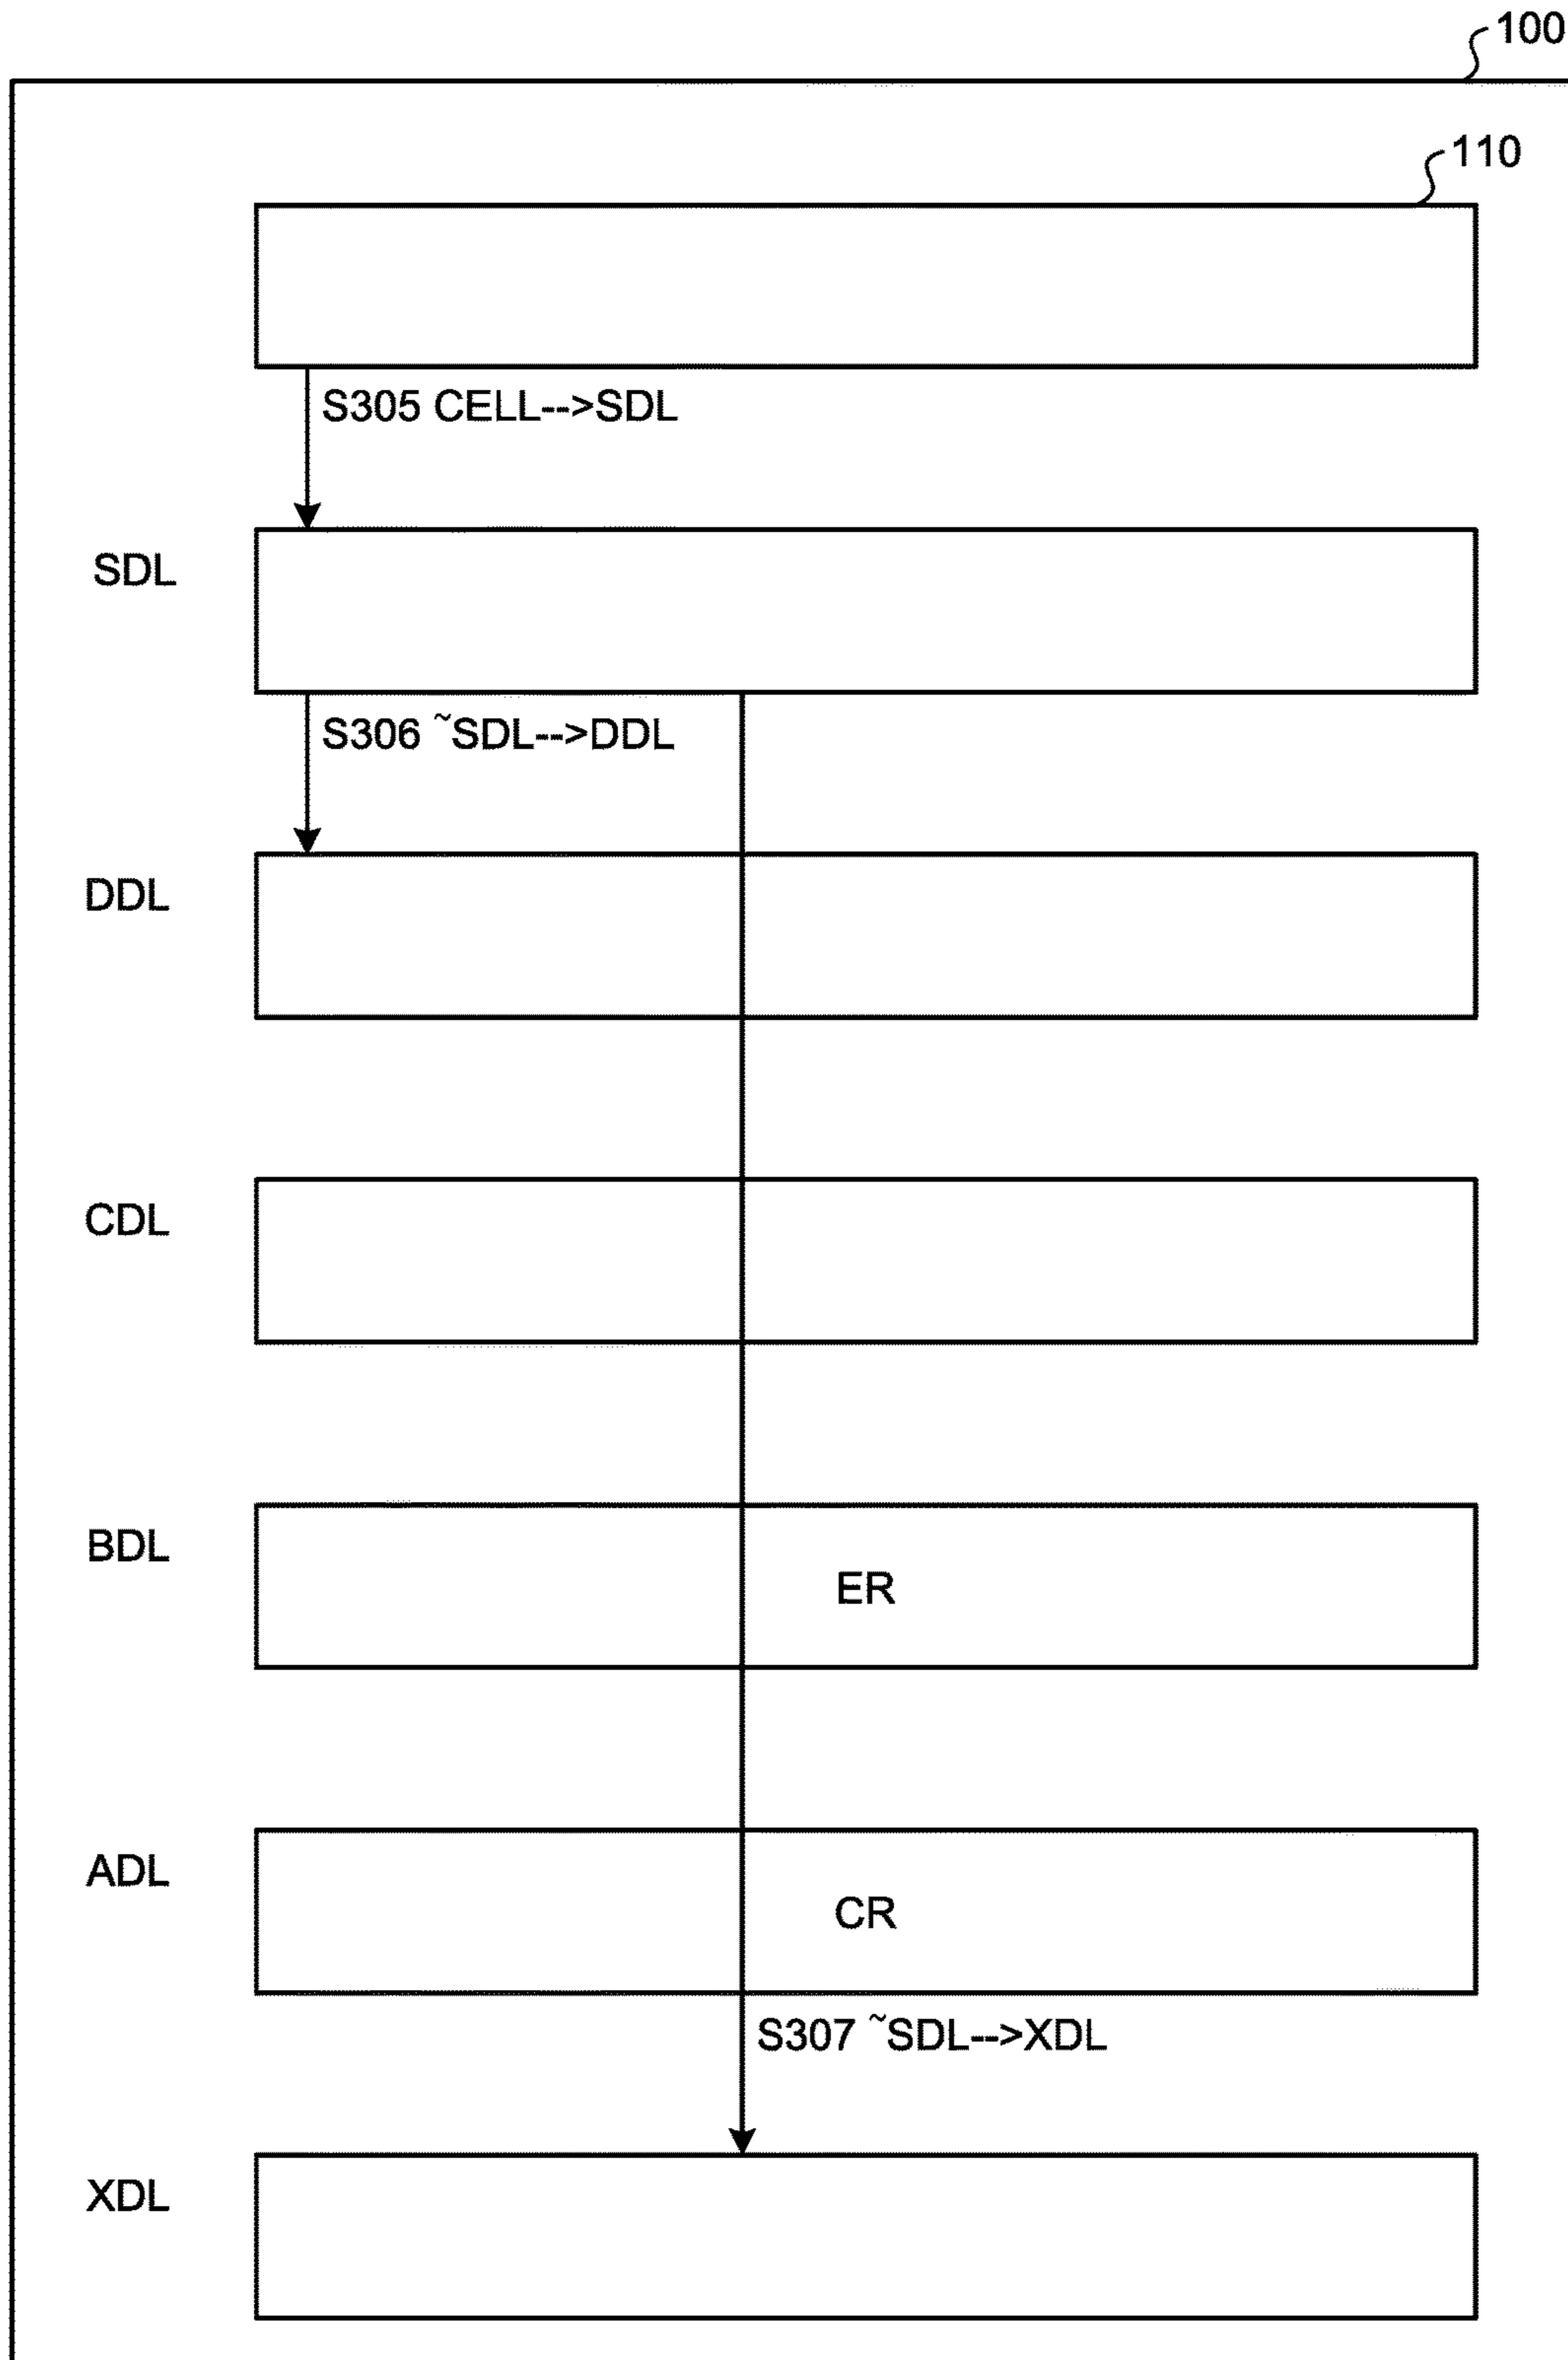 100
110
S305 CELL-->SDL
SDL
S306 ~SDL-->DDL
DDL
CDL
BDL
ER
ADL
CR
S307 ~SDL-->XDL
XDL